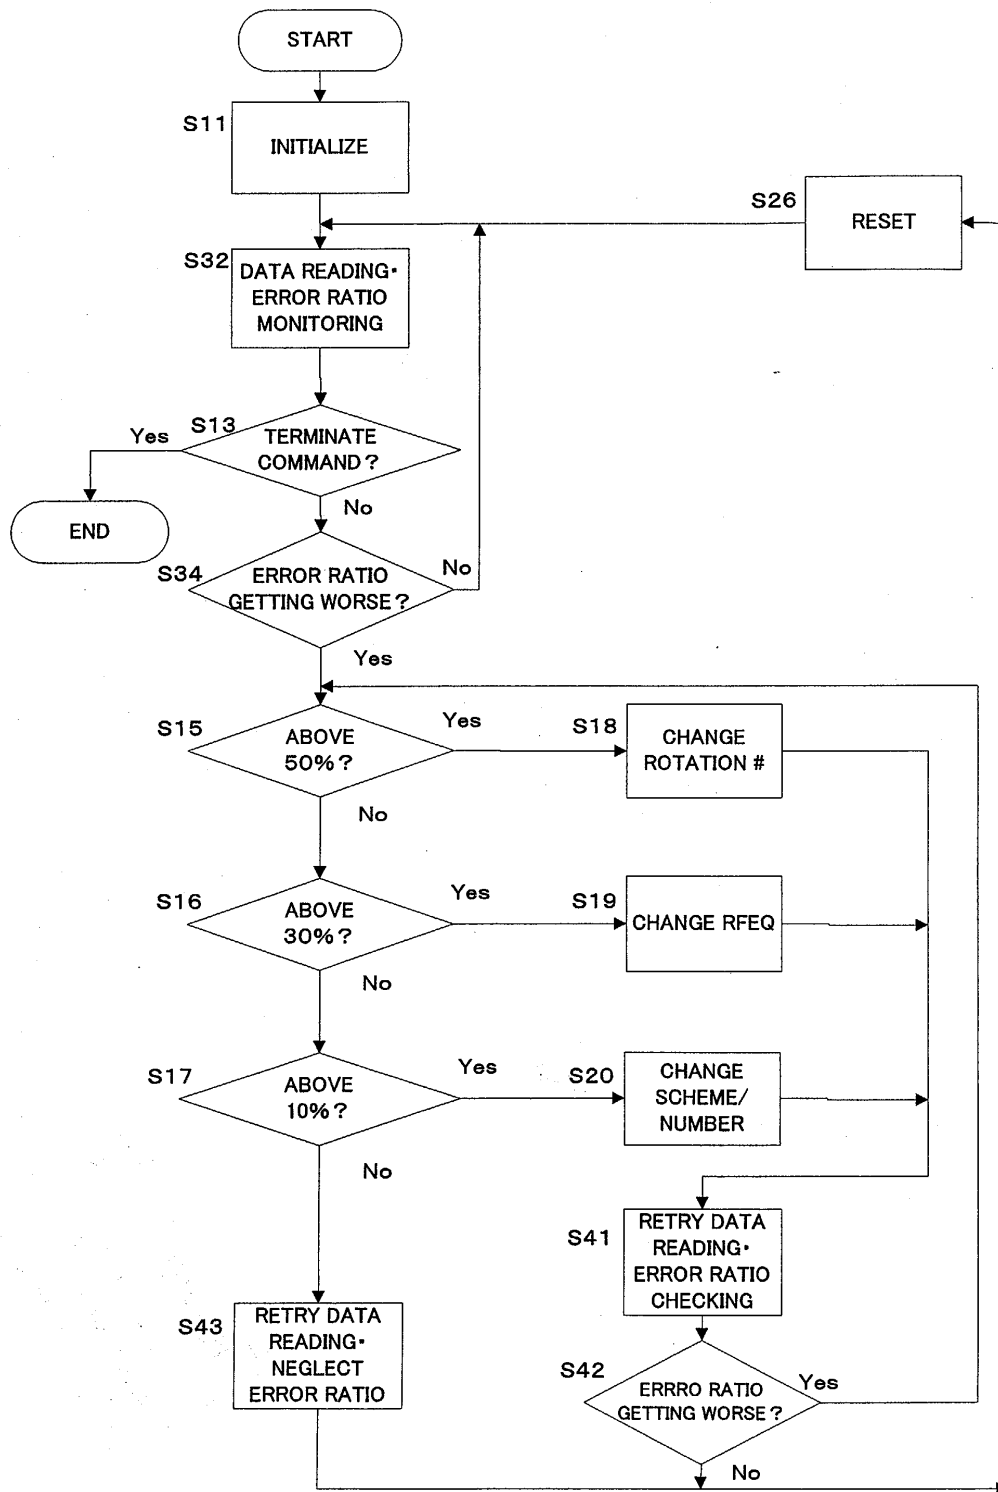 START
S11
INITIALIZE
S26
RESET
S32
DATA READING・
ERROR RATIO
MONITORING
S13
Yes
TERMINATE
COMMAND?
No
END
S34
ERROR RATIO
GETTING WORSE?
No
Yes
S15
ABOVE
50%?
Yes
S18
CHANGE
ROTATION #
No
S16
ABOVE
30%?
Yes
S19
CHANGE RFEQ
No
S17
ABOVE
10%?
Yes
S20
CHANGE
SCHEME/
NUMBER
No
S41
RETRY DATA
READING・
ERROR RATIO
CHECKING
S43
RETRY DATA
READING・
NEGLECT
ERROR RATIO
S42
ERRRO RATIO
GETTING WORSE?
Yes
No